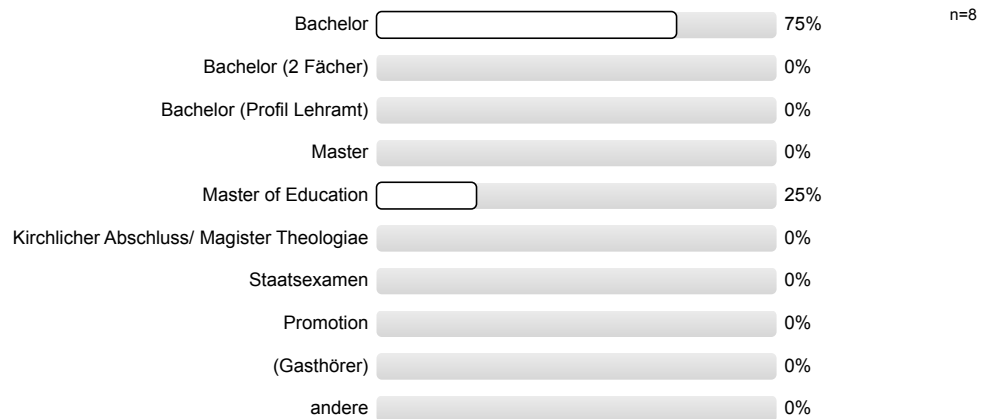 Bachelor 75% n=8
Bachelor (2 Fächer) 0%
Bachelor (Profil Lehramt) 0%
Master 0%
Master of Education 25%
Kirchlicher Abschluss/ Magister Theologiae 0%
Staatsexamen 0%
Promotion 0%
(Gasthörer) 0%
andere 0%